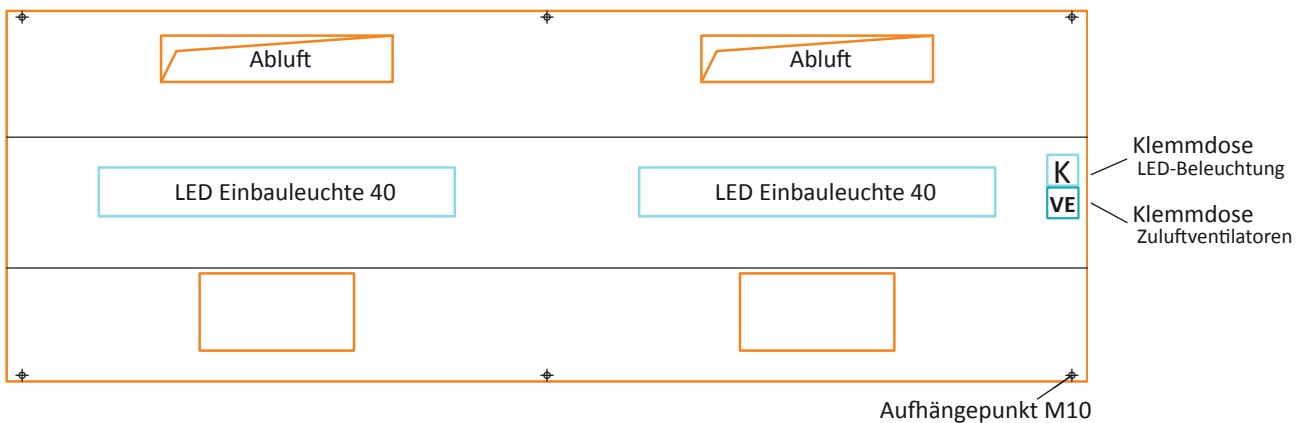 Abluft
Abluft
LED Einbauleuchte 40
LED Einbauleuchte 40
K
VE
Klemmdose
LED-Beleuchtung
Klemmdose
Zuluftventilatoren
Aufhängepunkt M10